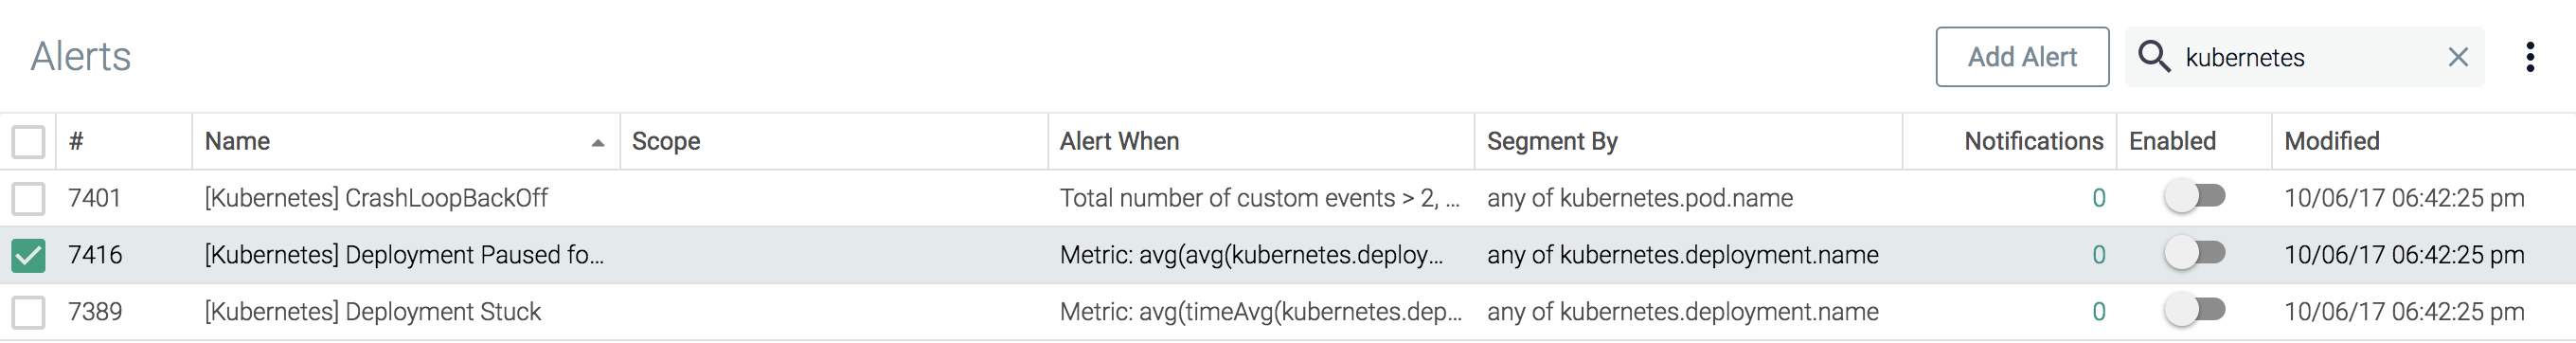 Alerts Add Alert kubernetes
# Name Scope Alert When Segment By Notifications Enabled Modified
7401 [Kubernetes] CrashLoopBackOff Total number of custom events > 2, ... any of kubernetes.pod.name 0 10/06/17 06:42:25 pm
7416 [Kubernetes] Deployment Paused fo... Metric: avg(avg(kubernetes.deploy... any of kubernetes.deployment.name 0 10/06/17 06:42:25 pm
7389 [Kubernetes] Deployment Stuck Metric: avg(timeAvg(kubernetes.dep... any of kubernetes.deployment.name 0 10/06/17 06:42:25 pm